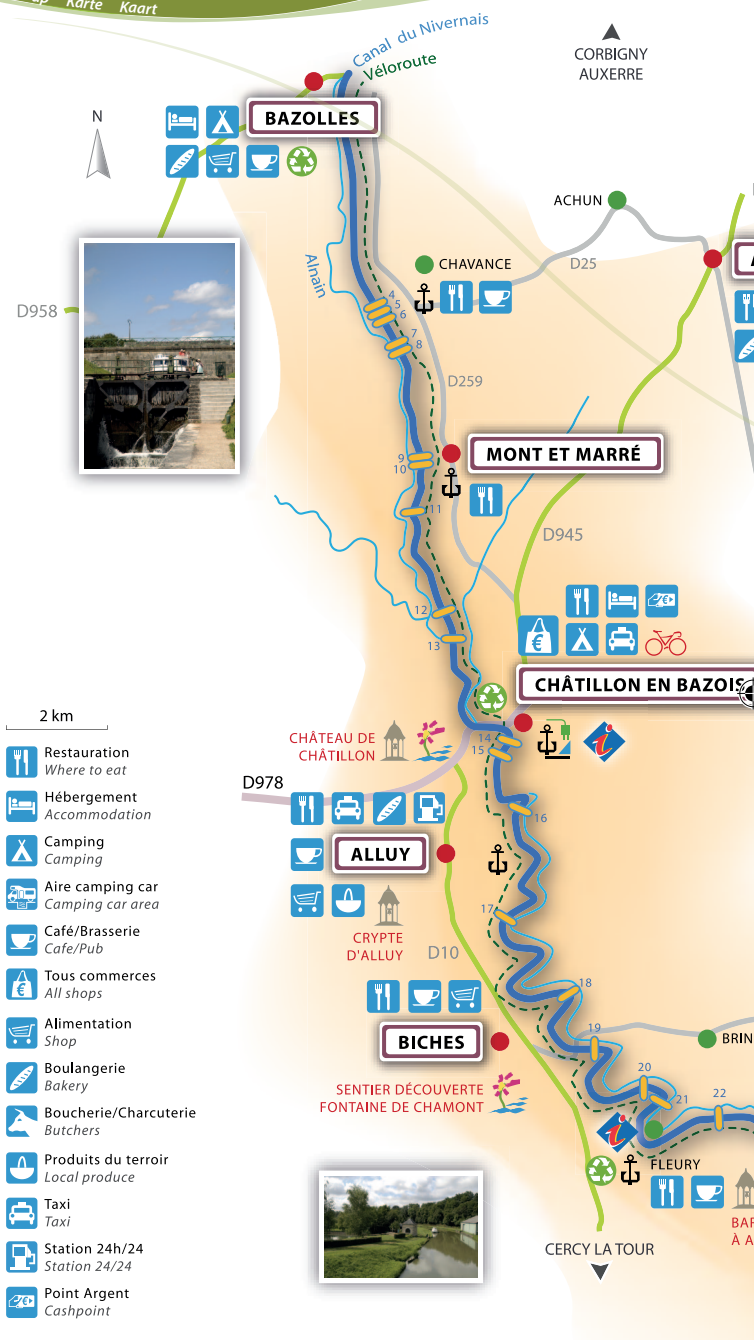 Karte Kaart
Canal du Nivernais
Véloroute
CORBIGNY
AUXERRE
N
BAZOLLES
ACHUN
Alnain
CHAVANCE
D25
D958
4
5
6
7
8
D259
9
10
MONT ET MARRÉ
11
D945
12
13
CHÂTILLON EN BAZOIS
2 km
14
15
CHÂTEAU DE
CHÂTILLON
D978
16
ALLUY
17
CRYPTE
D'ALLUY
D10
18
BICHES
19
BRIN
SENTIER DÉCOUVERTE
FONTAINE DE CHAMONT
20
21
22
FLEURY
BAR
À A
CERCY LA TOUR
Restauration
Where to eat
Hébergement
Accommodation
Camping
Camping
Aire camping car
Camping car area
Café/Brasserie
Cafe/Pub
Tous commerces
All shops
Alimentation
Shop
Boulangerie
Bakery
Boucherie/Charcuterie
Butchers
Produits du terroir
Local produce
Taxi
Taxi
Station 24h/24
Station 24/24
Point Argent
Cashpoint